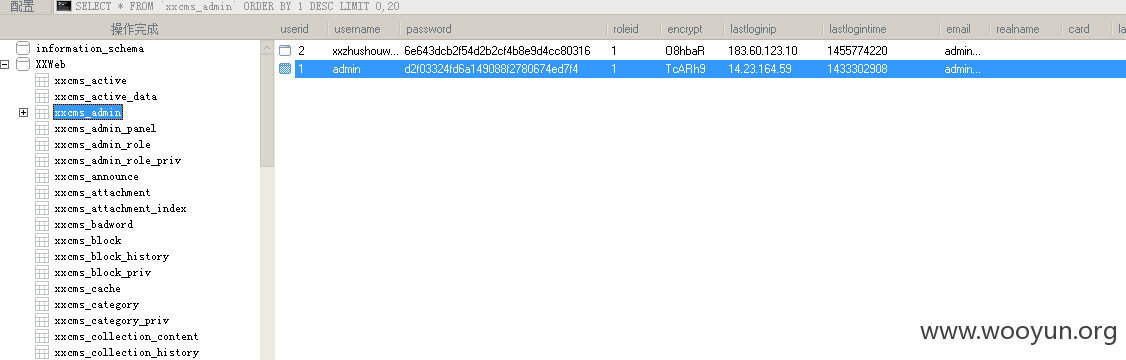 配置 SELECT * FROM `xxcms_admin` ORDER BY 1 DESC LIMIT 0,20
操作完成
information_schema
XXWeb
xxcms_active
xxcms_active_data
xxcms_admin
xxcms_admin_panel
xxcms_admin_role
xxcms_admin_role_priv
xxcms_announce
xxcms_attachment
xxcms_attachment_index
xxcms_badword
xxcms_block
xxcms_block_history
xxcms_block_priv
xxcms_cache
xxcms_category
xxcms_category_priv
xxcms_collection_content
xxcms_collection_history
userid username password roleid encrypt lastloginip lastlogintime email realname card la
2 xxzhushouw... 6e643dcb2f54d2b2cf4b8e9d4cc80316 1 O8hbaR 183.60.123.10 1455774220 admin...
1 admin d2f03324fd6a149088f2780674ed7f4 1 TcARh9 14.23.164.59 1433302908 admin...
www.wooyun.org